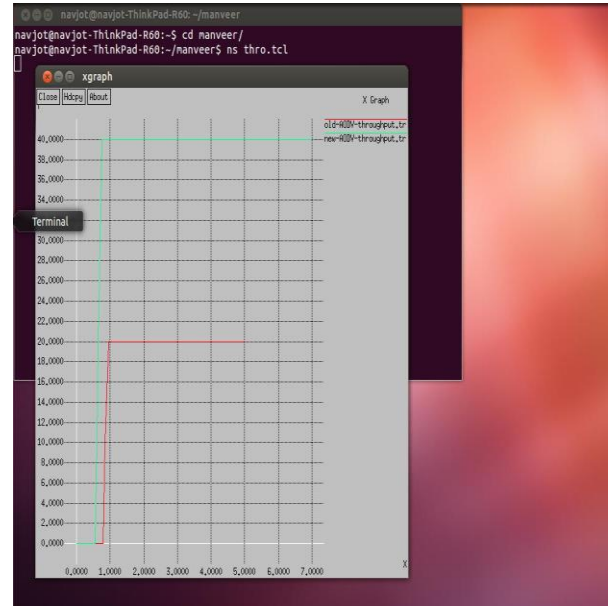 navjot@navjot-ThinkPad-R60: ~/manveer
navjot@navjot-ThinkPad-R60:~$ cd manveer/
navjot@navjot-ThinkPad-R60:~/manveer$ ns thro.tcl
xgraph
Close Hdcpy About
X Graph
old-AODV-throughput.tr
new-AODV-throughput.tr
40,0000
38,0000
36,0000
34,0000
Terminal
30,0000
28,0000
26,0000
24,0000
22,0000
20,0000
18,0000
16,0000
14,0000
12,0000
10,0000
8,0000
6,0000
4,0000
2,0000
0,0000
X
0,0000 1,0000 2,0000 3,0000 4,0000 5,0000 6,0000 7,0000